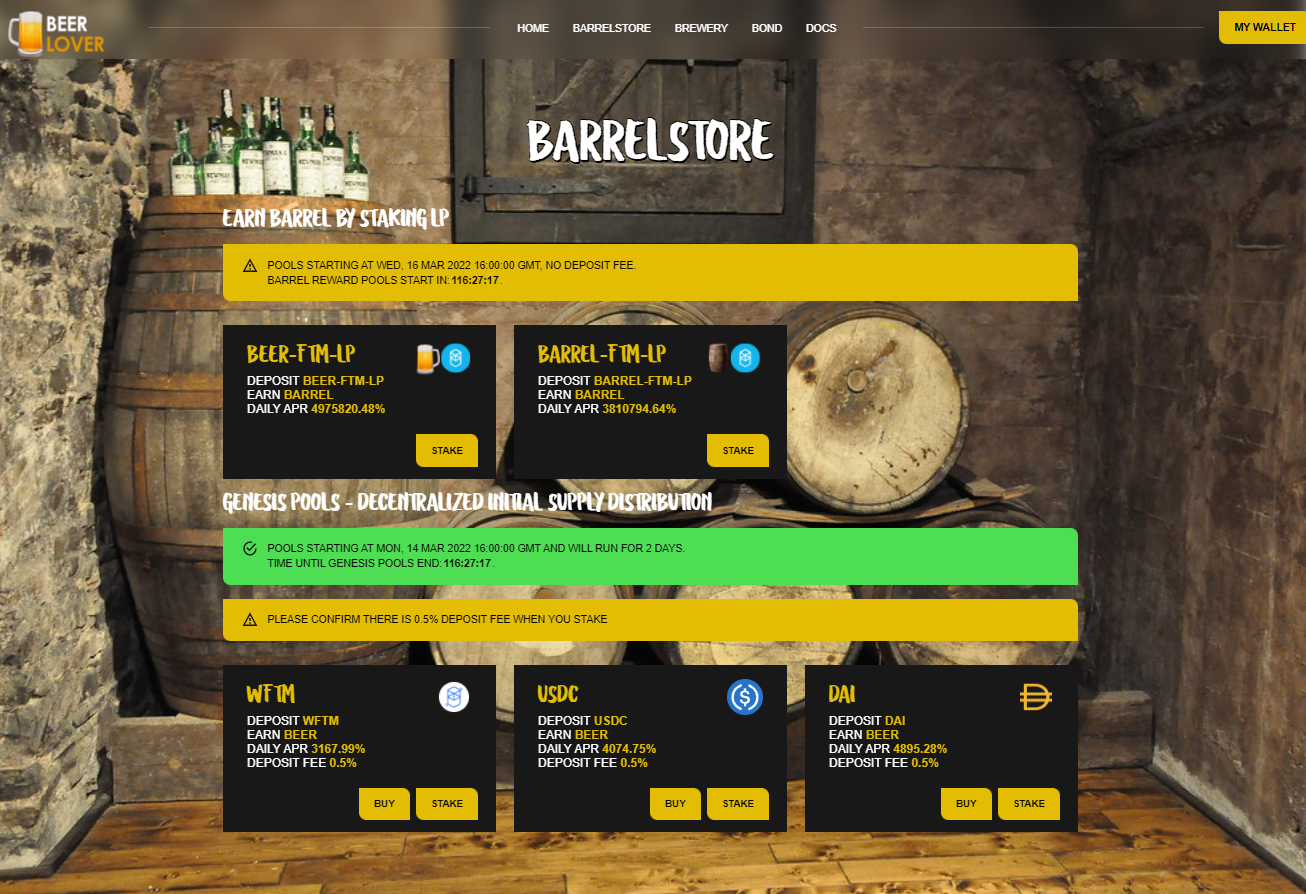 BEER
LOVER
HOME BARRELSTORE BREWERY BOND DOCS
MY WALLET
BARRELSTORE
NEWMAN'S
EARN BARREL BY STAKING LP
POOLS STARTING AT WED, 16 MAR 2022 16:00:00 GMT, NO DEPOSIT FEE.
BARREL REWARD POOLS START IN: 116:27:17.
BEER-FTM-LP
DEPOSIT BEER-FTM-LP
EARN BARREL
DAILY APR 4975820.48%
STAKE
BARREL-FTM-LP
DEPOSIT BARREL-FTM-LP
EARN BARREL
DAILY APR 3810794.64%
STAKE
GENESIS POOLS - DECENTRALIZED INITIAL SUPPLY DISTRIBUTION
POOLS STARTING AT MON, 14 MAR 2022 16:00:00 GMT AND WILL RUN FOR 2 DAYS.
TIME UNTIL GENESIS POOLS END: 116:27:17.
PLEASE CONFIRM THERE IS 0.5% DEPOSIT FEE WHEN YOU STAKE
WFTM
DEPOSIT WFTM
EARN BEER
DAILY APR 3167.99%
DEPOSIT FEE 0.5%
BUY STAKE
USDC
DEPOSIT USDC
EARN BEER
DAILY APR 4074.75%
DEPOSIT FEE 0.5%
BUY STAKE
DAI
DEPOSIT DAI
EARN BEER
DAILY APR 4895.28%
DEPOSIT FEE 0.5%
BUY STAKE